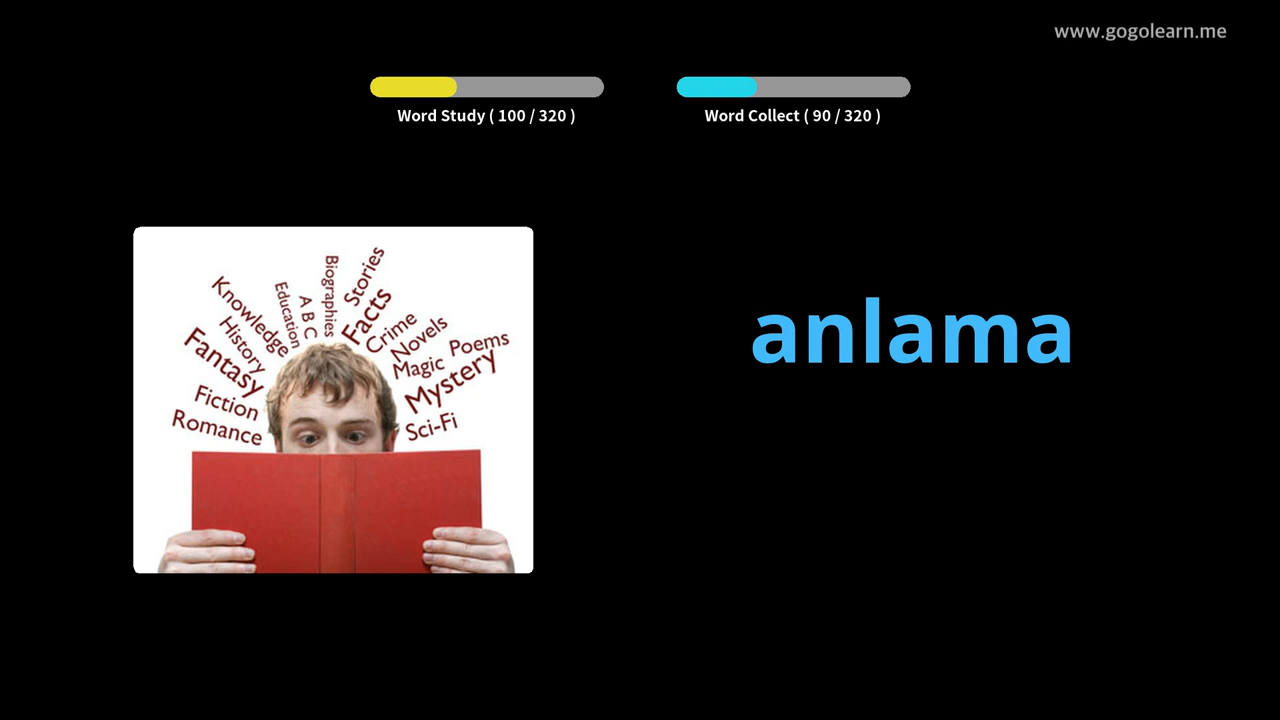 www.gogolearn.me
Word Study ( 100 / 320 )
Word Collect ( 90 / 320 )
Biographies
Stories
Education
A B C
Facts
Knowledge
History
Crime
Novels
Poems
Fantasy
Magic
Mystery
Fiction
Romance
Sci-Fi
anlama